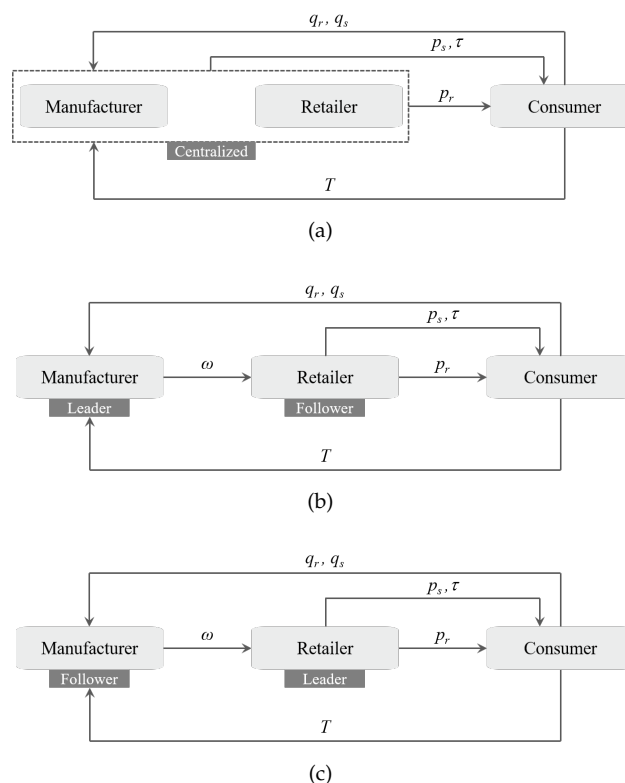 q_r, q_s
p_s, τ
Manufacturer
Retailer
p_r
Consumer
Centralized
T
(a)
q_r, q_s
p_s, τ
Manufacturer
ω
Retailer
p_r
Consumer
Leader
Follower
T
(b)
q_r, q_s
p_s, τ
Manufacturer
ω
Retailer
p_r
Consumer
Follower
Leader
T
(c)